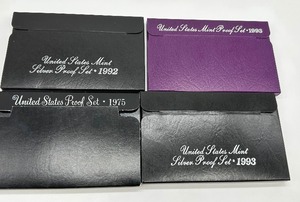 United States Mint
Silver Proof Set • 1992
United States Mint Proof Set • 1993
United States Proof Set • 1975
United States Mint
Silver Proof Set • 1993